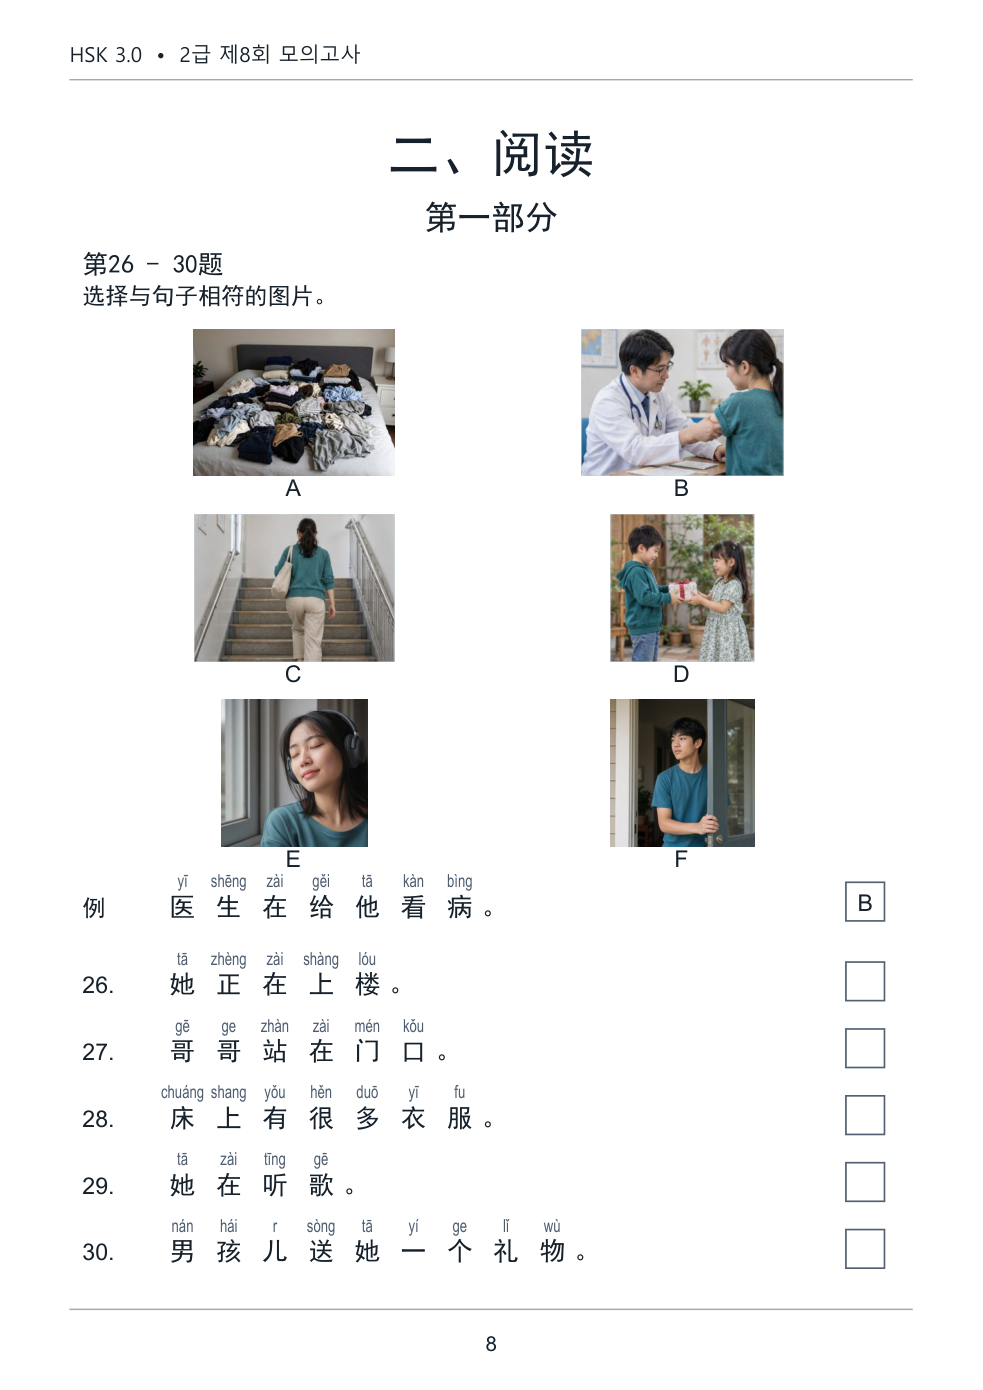 HSK 3.0 • 2급 제8회 모의고사
二、阅读
第一部分
第26 － 30题
选择与句子相符的图片。
A
B
C
D
E
F
yī shēng zài gěi tā kàn bìng
例 医生在给他看病。 B
tā zhèng zài shàng lóu
26. 她正在上楼。
gē ge zhàn zài mén kǒu
27. 哥哥站在门口。
chuáng shang yǒu hěn duō yī fu
28. 床上有很多衣服。
tā zài tīng gē
29. 她在听歌。
nán hái r sòng tā yí ge lǐ wù
30. 男孩儿送她一个礼物。
8